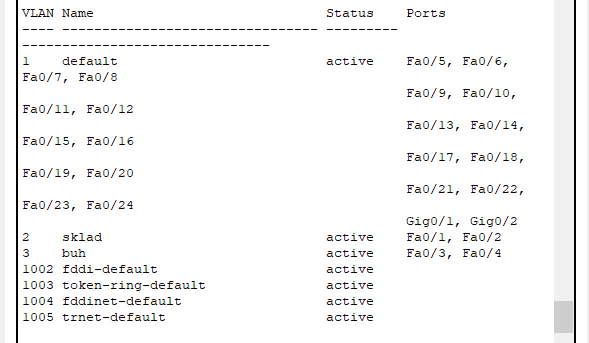 VLAN Name                             Status    Ports
---- -------------------------------- ---------
-------------------------------
1    default                          active    Fa0/5, Fa0/6,
Fa0/7, Fa0/8
                                                Fa0/9, Fa0/10,
Fa0/11, Fa0/12
                                                Fa0/13, Fa0/14,
Fa0/15, Fa0/16
                                                Fa0/17, Fa0/18,
Fa0/19, Fa0/20
                                                Fa0/21, Fa0/22,
Fa0/23, Fa0/24
                                                Gig0/1, Gig0/2
2    sklad                            active    Fa0/1, Fa0/2
3    buh                              active    Fa0/3, Fa0/4
1002 fddi-default                     active
1003 token-ring-default               active
1004 fddinet-default                  active
1005 trnet-default                    active